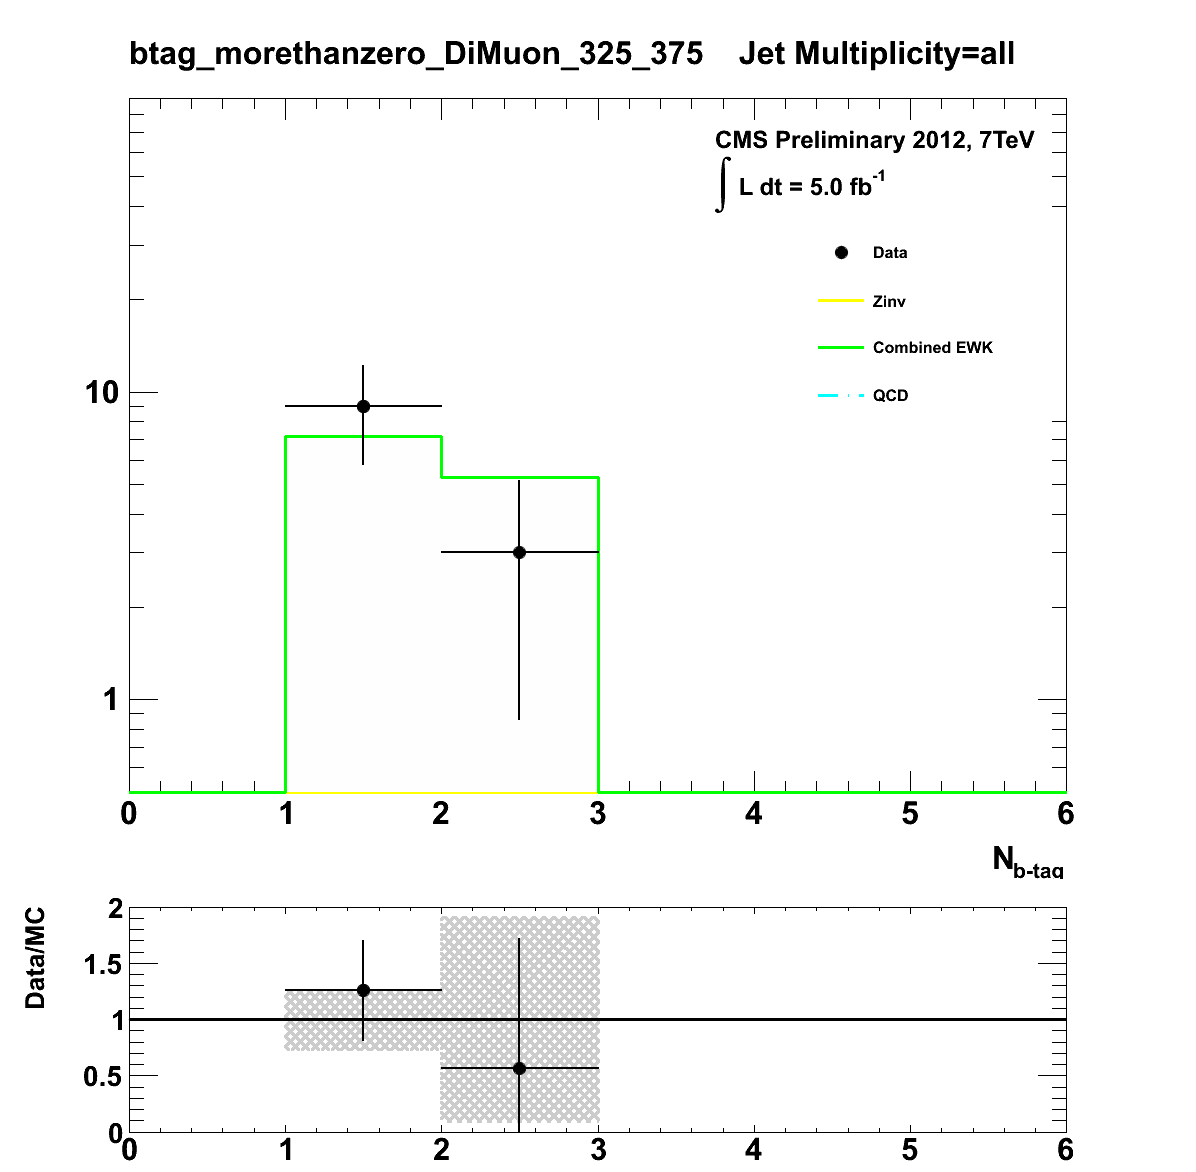 btag_morethanzero_DiMuon_325_375 Jet Multiplicity=all
CMS Preliminary 2012, 7TeV
∫ L dt = 5.0 fb⁻¹
Data
Zinv
Combined EWK
QCD
10
1
0 1 2 3 4 5 6
N b-tag
Data/MC
2
1.5
1
0.5
0
0 1 2 3 4 5 6